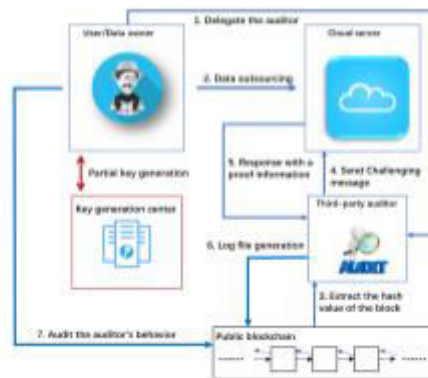 1. Delegate the auditor
User/Data owner
Cloud server
2. Data outsourcing
5. Response with a
proof information
4. Send Challenging
message
Partial key generation
Key generation center
Third-party auditor
6. Log file generation
AUDIT
3. Extract the hash
value of the block
7. Audit the auditor's behavior
Public blockchain